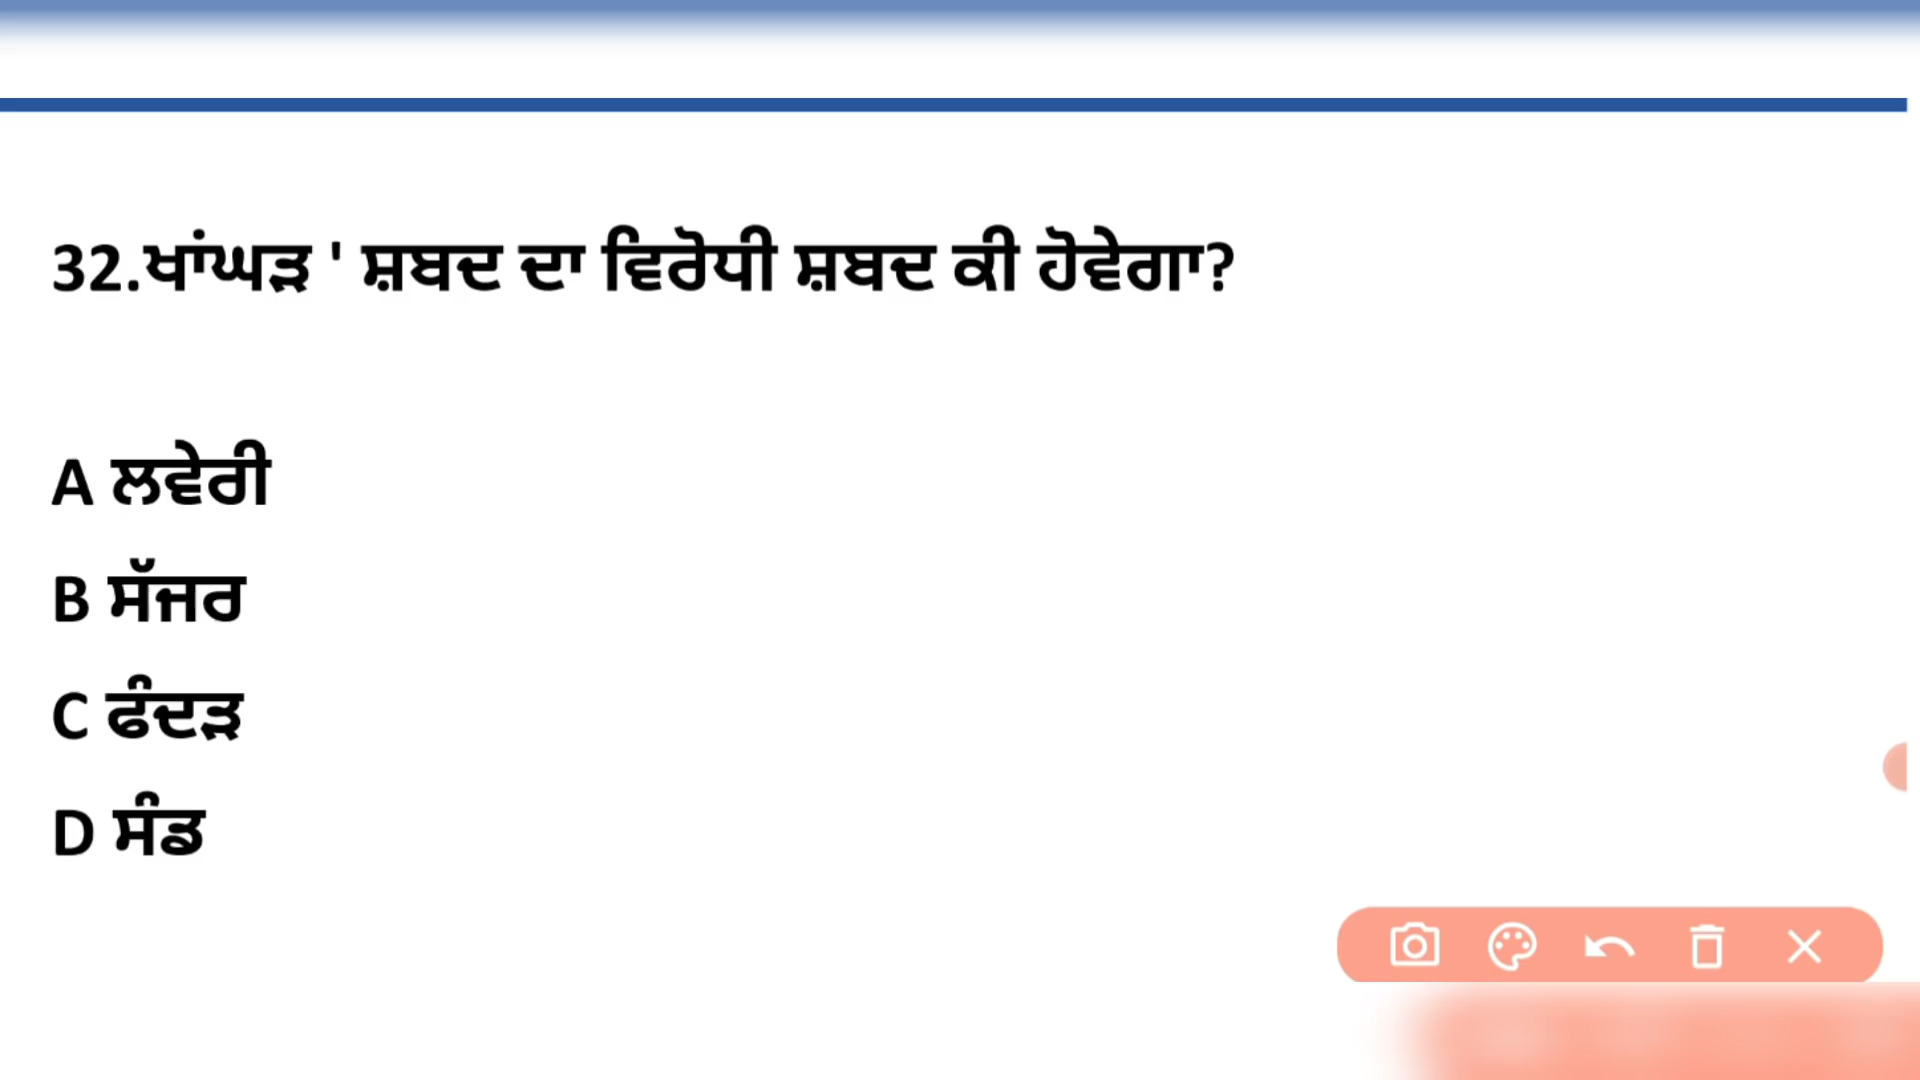 32.ਖਾਂਘੜ ' ਸ਼ਬਦ ਦਾ ਵਿਰੋਧੀ ਸ਼ਬਦ ਕੀ ਹੋਵੇਗਾ?
A ਲਵੇਰੀ
B ਸੱਜਰ
C ਫੰਦੜ
D ਸੰਢ